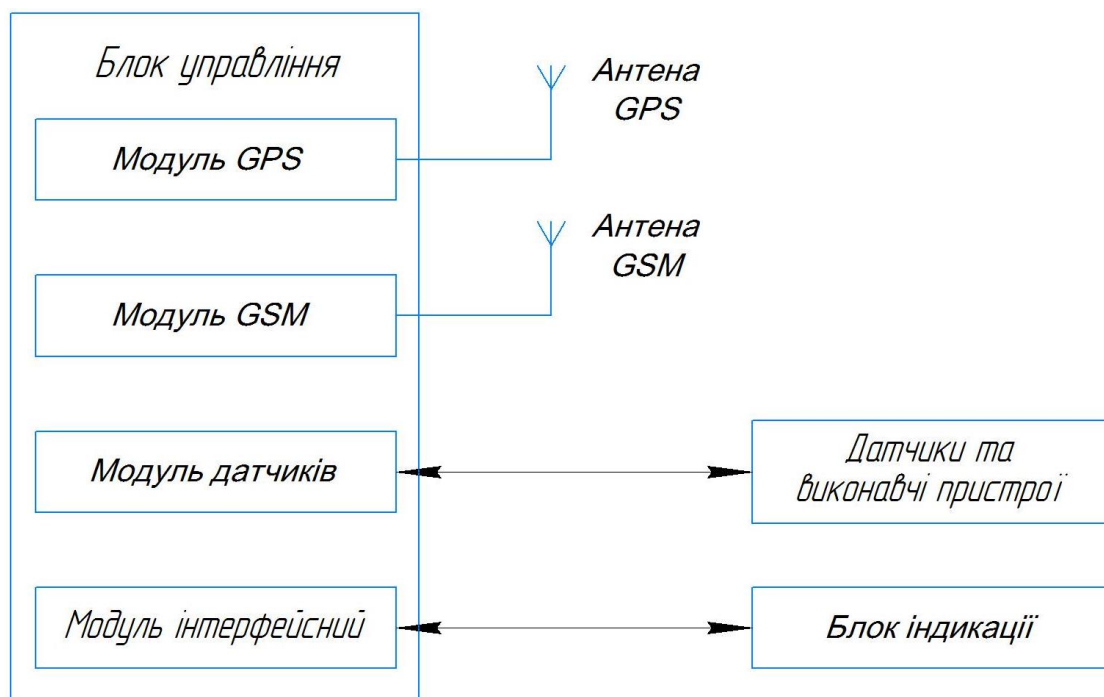 Блок управління
Антена
GPS
Модуль GPS
Антена
GSM
Модуль GSM
Модуль датчиків
Датчики та
виконавчі пристрої
Модуль інтерфейсний
Блок індикації